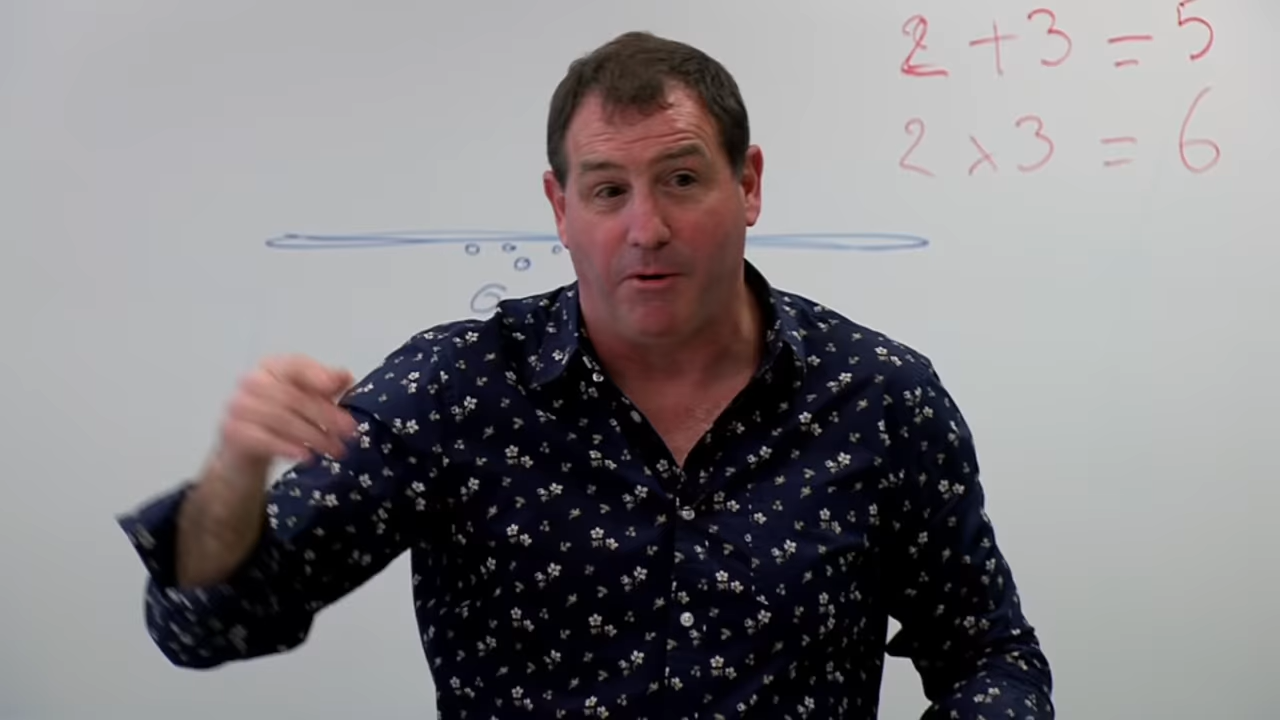 2 + 3 = 5
2 x 3 = 6